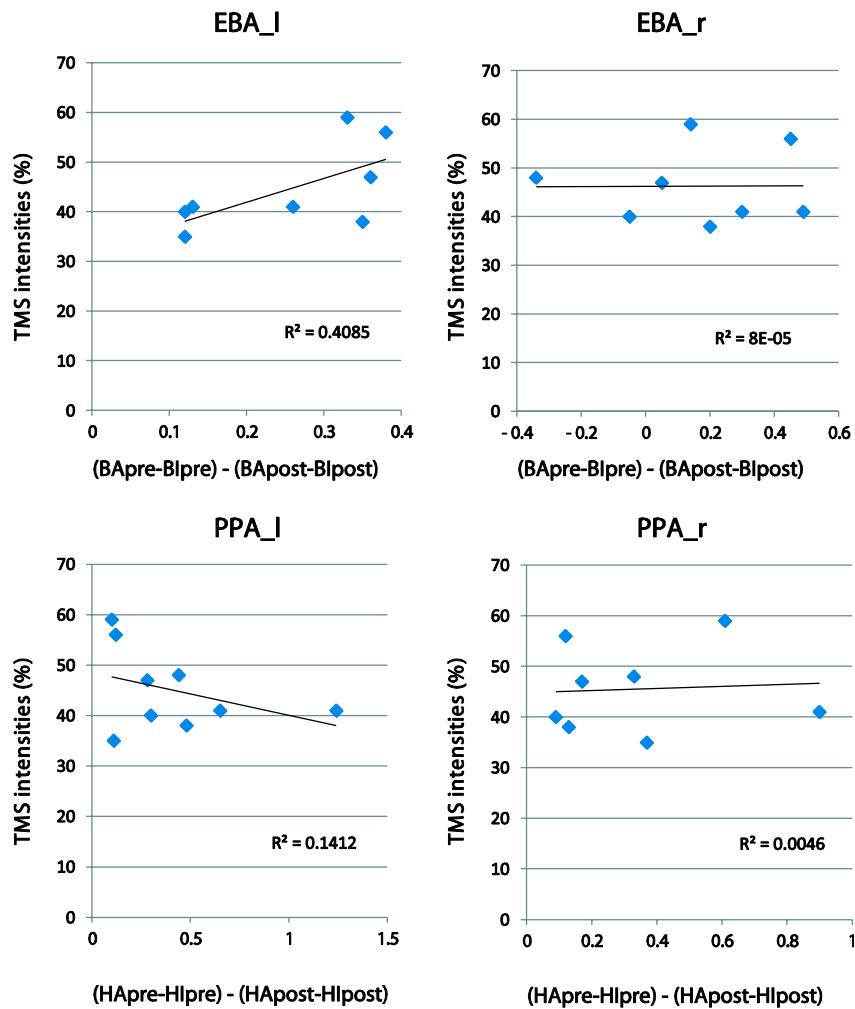 EBA_l
70
60
50
40
30
20
10
0
TMS intensities (%)
R² = 0.4085
0 0.1 0.2 0.3 0.4
(BApre-BIpre) - (BApost-BIpost)
EBA_r
70
60
50
40
30
20
10
0
TMS intensities (%)
R² = 8E-05
-0.4 -0.2 0 0.2 0.4 0.6
(BApre-BIpre) - (BApost-BIpost)
PPA_l
70
60
50
40
30
20
10
0
TMS intensities (%)
R² = 0.1412
0 0.5 1 1.5
(HApre-HIpre) - (HApost-HIpost)
PPA_r
70
60
50
40
30
20
10
0
TMS intensities (%)
R² = 0.0046
0 0.2 0.4 0.6 0.8 1
(HApre-HIpre) - (HApost-HIpost)